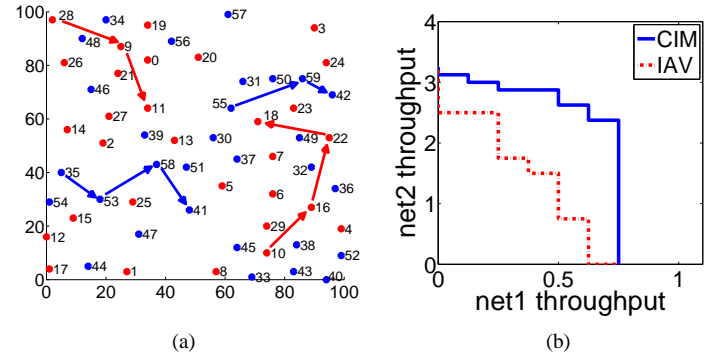 100
80
60
40
20
0
0 20 40 60 80 100
28 34 19 57 3
48 9 56
26 0 20 24
21 31 50 59
46 55 42
27 11 18 23
14 39 30 49 22
2 13
35 58 51 37 7 32
54 53 5 6 36
15 25 41 16
12 47 29 4
45 10 38 52
17 44 1 8 33 43 40
(a)
4
3
2
1
0
0 0.5 1
net2 throughput
net1 throughput
CIM
IAV
(b)